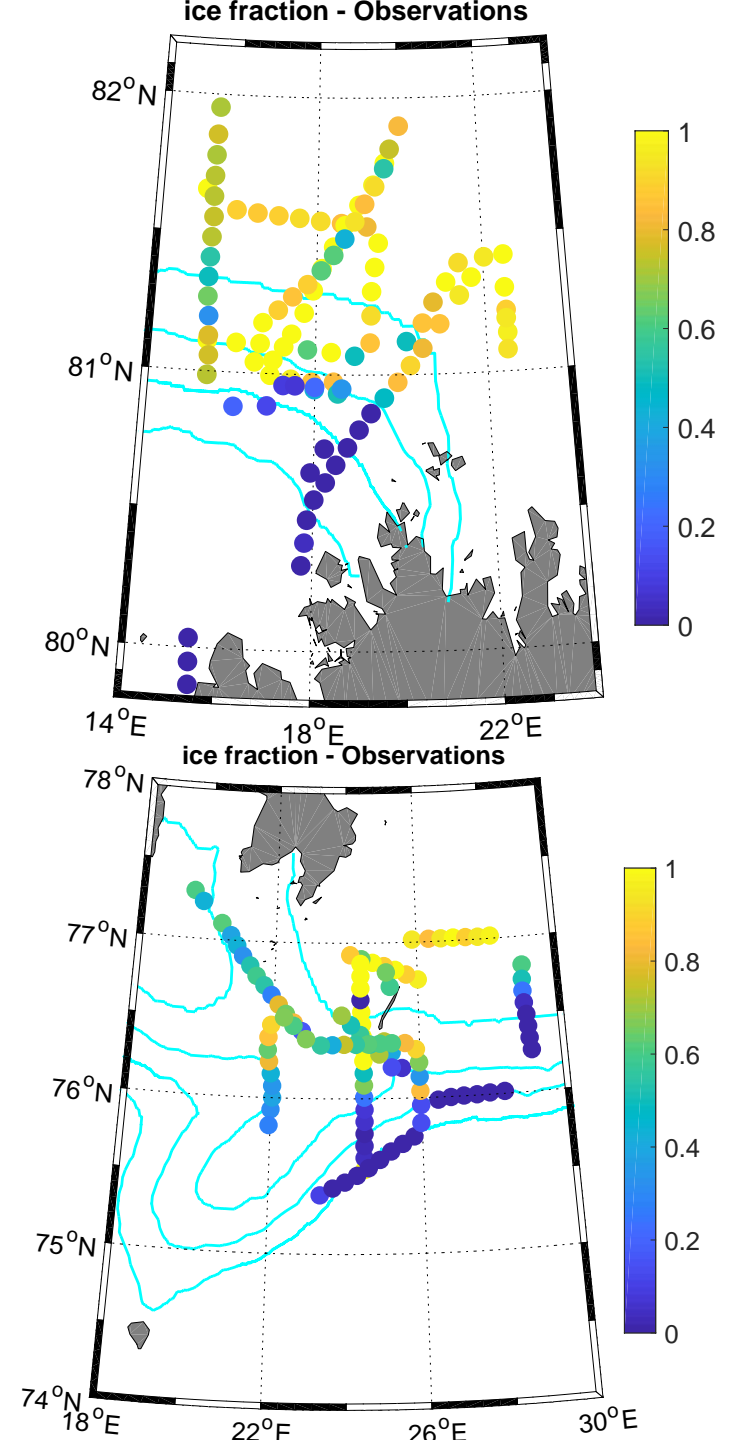 ice fraction - Observations
82°N
81°N
80°N
14°E
18°E
22°E
1
0.8
0.6
0.4
0.2
0
ice fraction - Observations
78°N
77°N
76°N
75°N
74°N
18°E
22°E
26°E
30°E
1
0.8
0.6
0.4
0.2
0